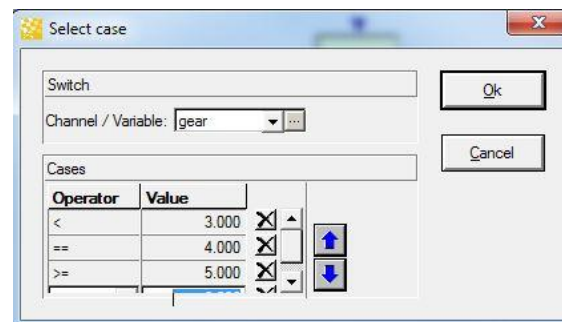 Select case
Switch
Ok
Channel / Variable: gear
Cancel
Cases
Operator Value
< 3.000
== 4.000
>= 5.000